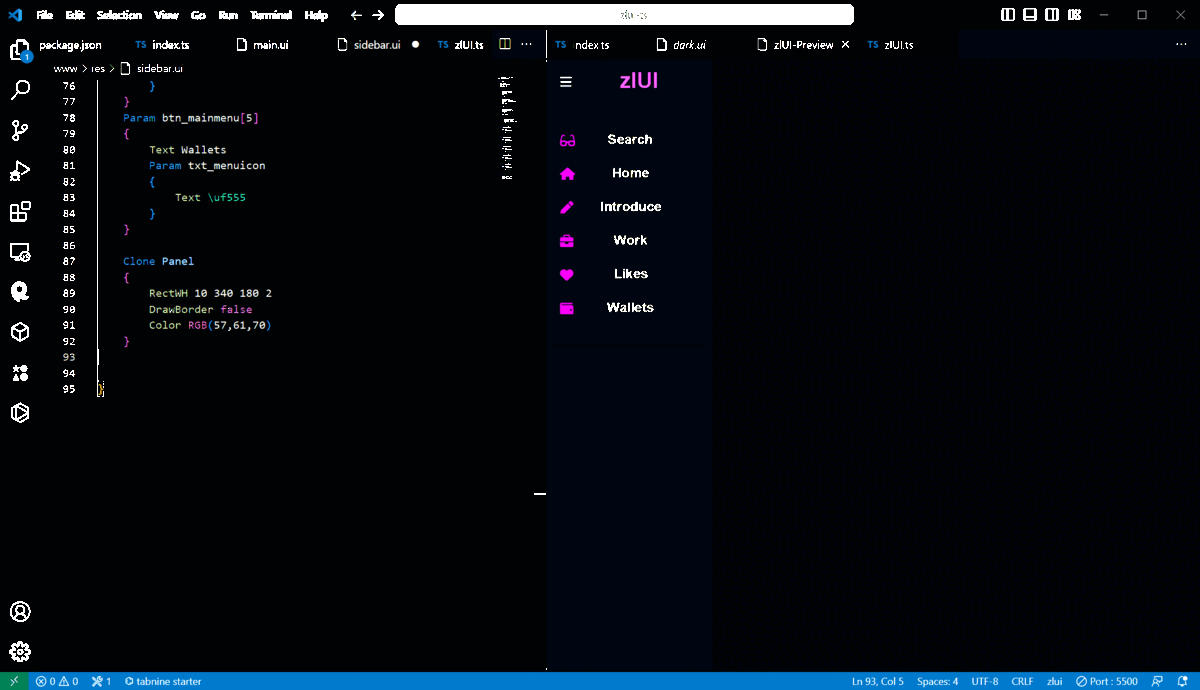 File Edit Selection View Go Run Terminal Help
package.json TS index.ts main.ui sidebar.ui TS zlUI.ts ···
www > res > sidebar.ui
76 }
77 }
78 Param btn_mainmenu[5]
79 {
80 Text Wallets
81 Param txt_menuicon
82 {
83 Text \uf555
84 }
85 }
86
87 Clone Panel
88 {
89 RectWH 10 340 180 2
90 DrawBorder false
91 Color RGB(57,61,70)
92 }
93
94
95 }
TS index.ts dark.ui zlUI-Preview TS zlUI.ts ···
zlUI
Search
Home
Introduce
Work
Likes
Wallets
1
0 0 1 tabnine starter
Ln 93, Col 5 Spaces: 4 UTF-8 CRLF zlui Port : 5500